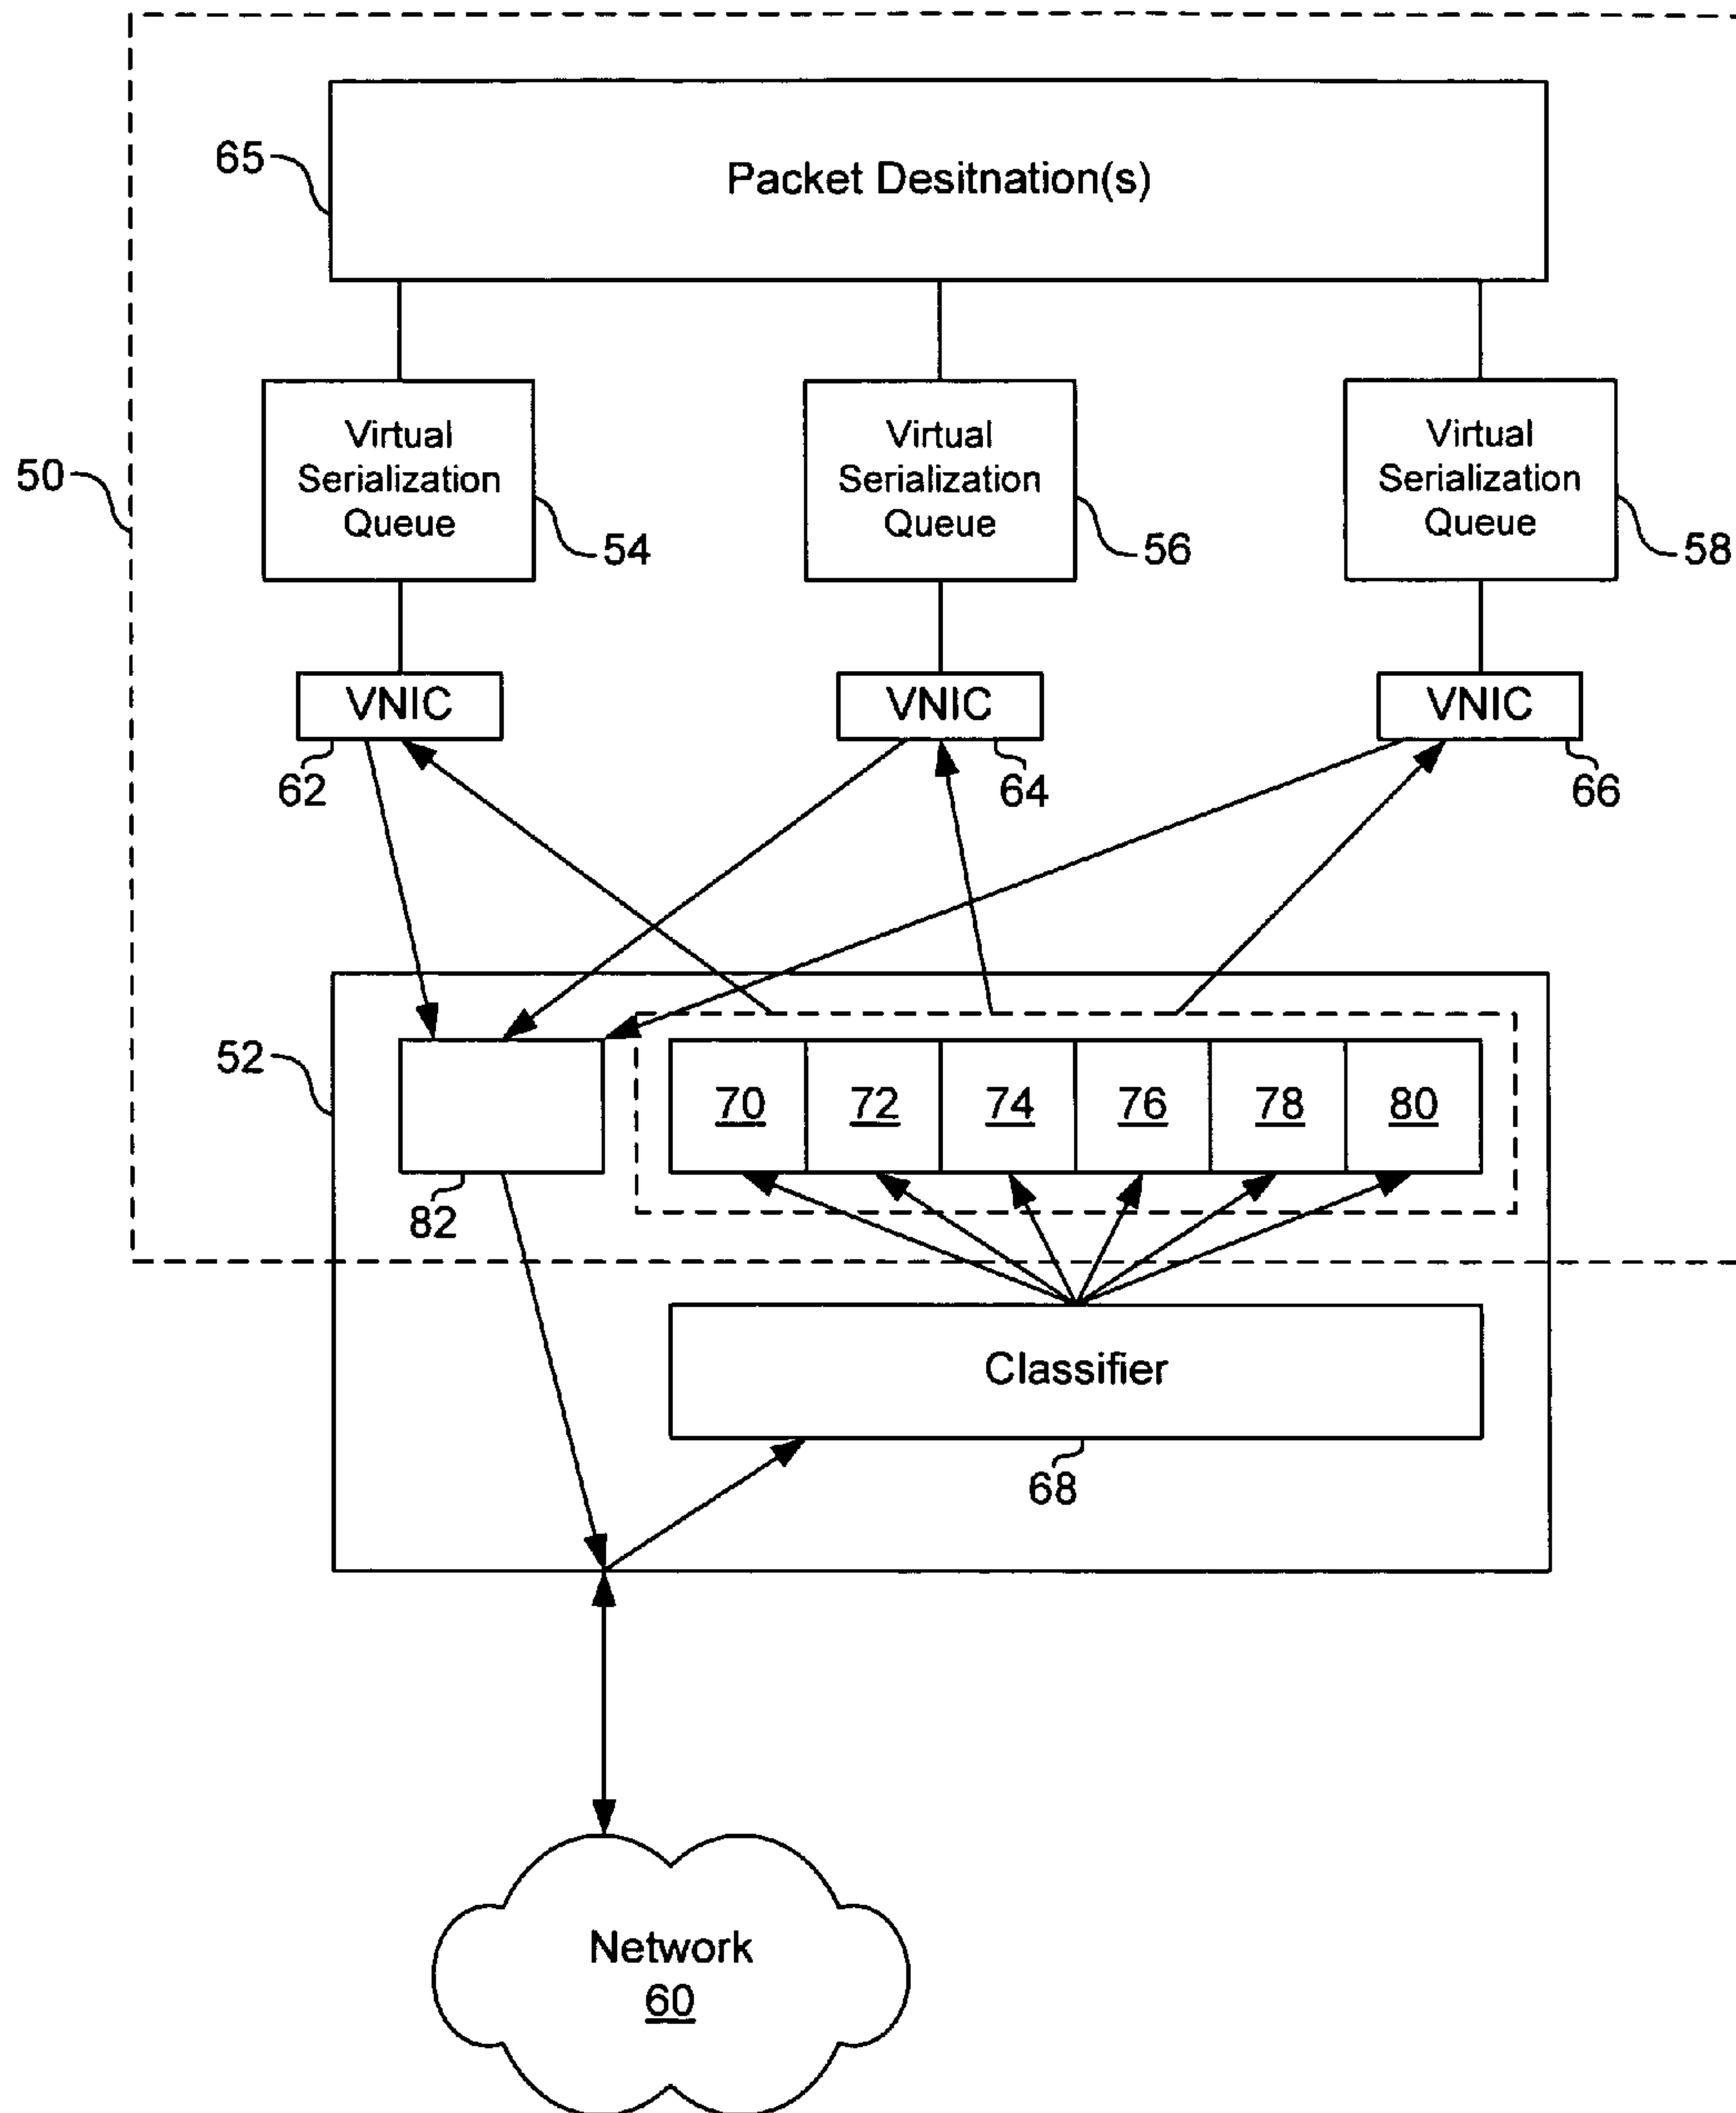 65
Packet Desitnation(s)
50
Virtual
Serialization
Queue
54
Virtual
Serialization
Queue
56
Virtual
Serialization
Queue
58
VNIC
62
VNIC
64
VNIC
66
52
82
70
72
74
76
78
80
Classifier
68
Network
60